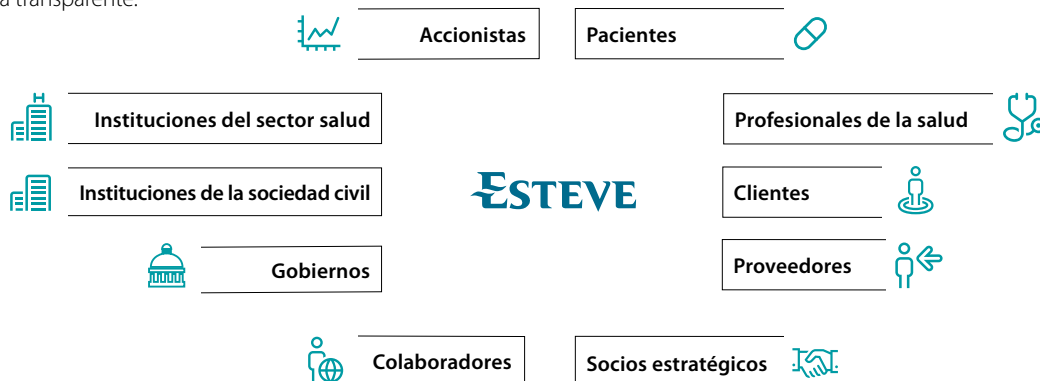 a transparente.
Accionistas
Pacientes
Instituciones del sector salud
Profesionales de la salud
Instituciones de la sociedad civil
ESTEVE
Clientes
Gobiernos
Proveedores
Colaboradores
Socios estratégicos